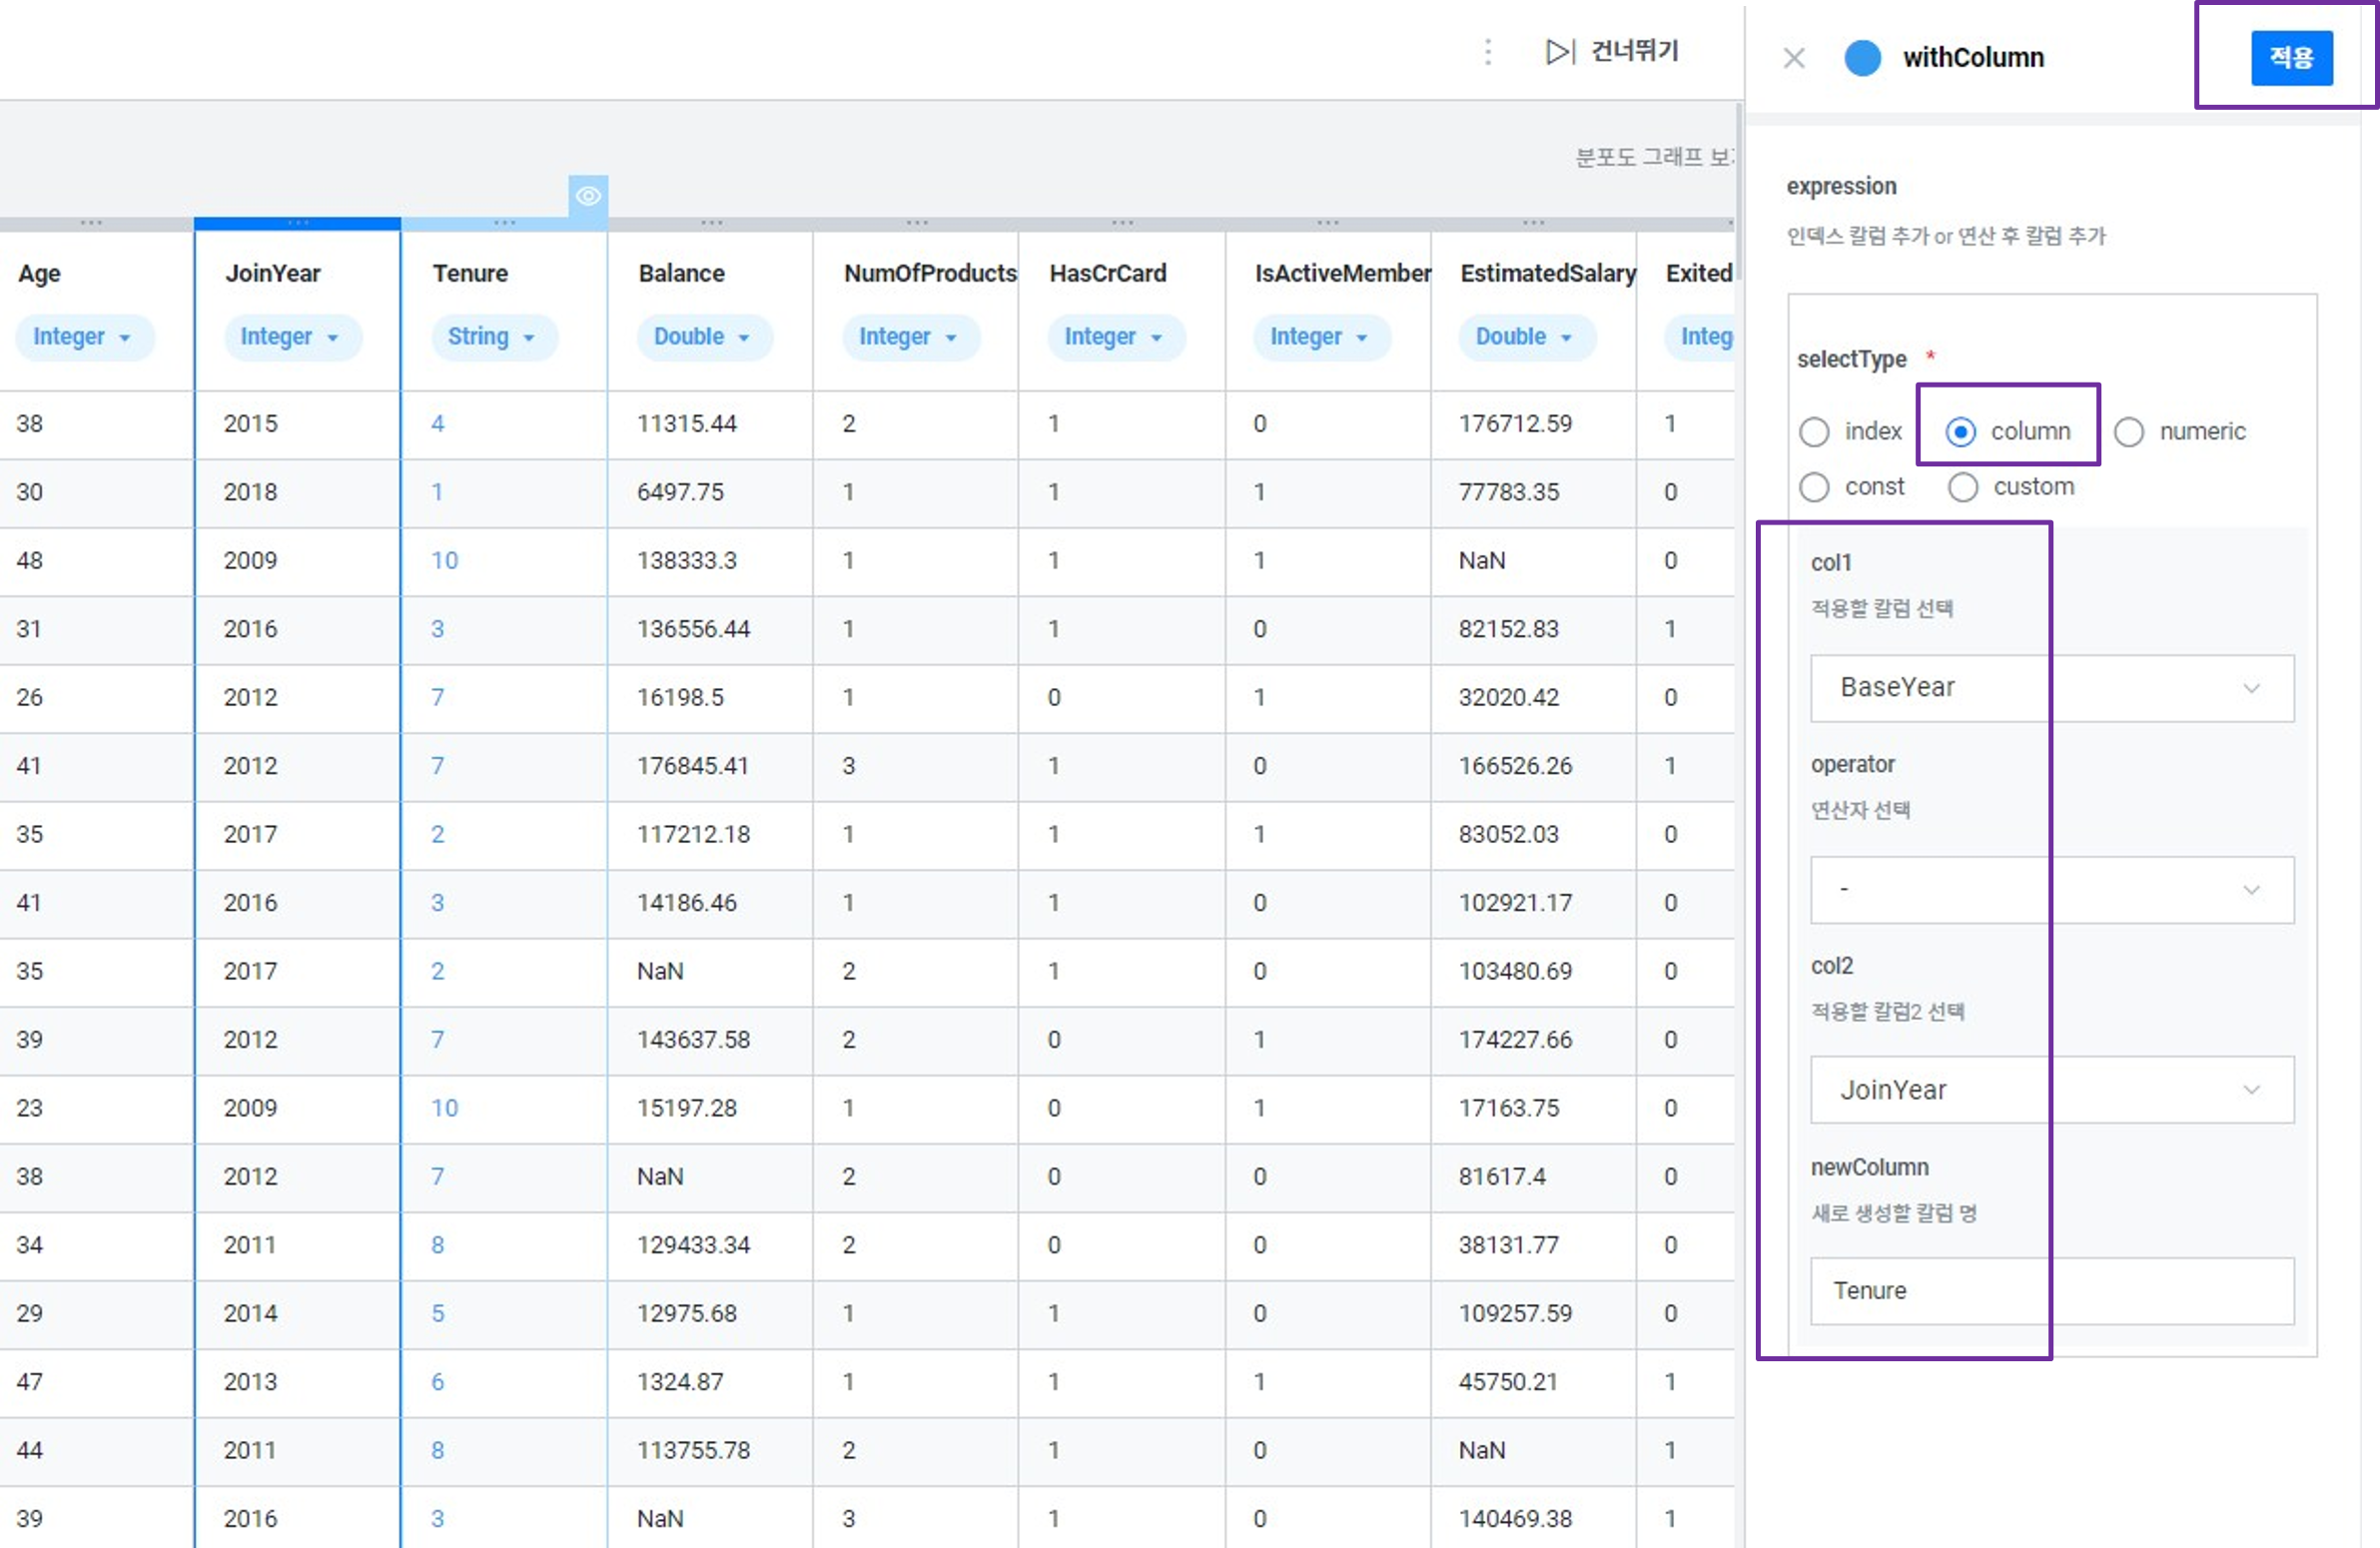 건너뛰기
withColumn
적용
분포도 그래프 보
expression
인덱스 칼럼 추가 or 연산 후 칼럼 추가
Age JoinYear Tenure Balance NumOfProducts HasCrCard IsActiveMember EstimatedSalary Exited
Integer Integer String Double Integer Integer Integer Double Integ
38 2015 4 11315.44 2 1 0 176712.59 1
30 2018 1 6497.75 1 1 1 77783.35 0
48 2009 10 138333.3 1 1 1 NaN 0
31 2016 3 136556.44 1 1 0 82152.83 1
26 2012 7 16198.5 1 0 1 32020.42 0
41 2012 7 176845.41 3 1 0 166526.26 1
35 2017 2 117212.18 1 1 1 83052.03 0
41 2016 3 14186.46 1 1 0 102921.17 0
35 2017 2 NaN 2 1 0 103480.69 0
39 2012 7 143637.58 2 0 1 174227.66 0
23 2009 10 15197.28 1 0 1 17163.75 0
38 2012 7 NaN 2 0 0 81617.4 0
34 2011 8 129433.34 2 0 0 38131.77 0
29 2014 5 12975.68 1 1 0 109257.59 0
47 2013 6 1324.87 1 1 1 45750.21 1
44 2011 8 113755.78 2 1 0 NaN 1
39 2016 3 NaN 3 1 0 140469.38 1
selectType *
index column numeric
const custom
col1
적용할 칼럼 선택
BaseYear
operator
연산자 선택
-
col2
적용할 칼럼2 선택
JoinYear
newColumn
새로 생성할 칼럼 명
Tenure